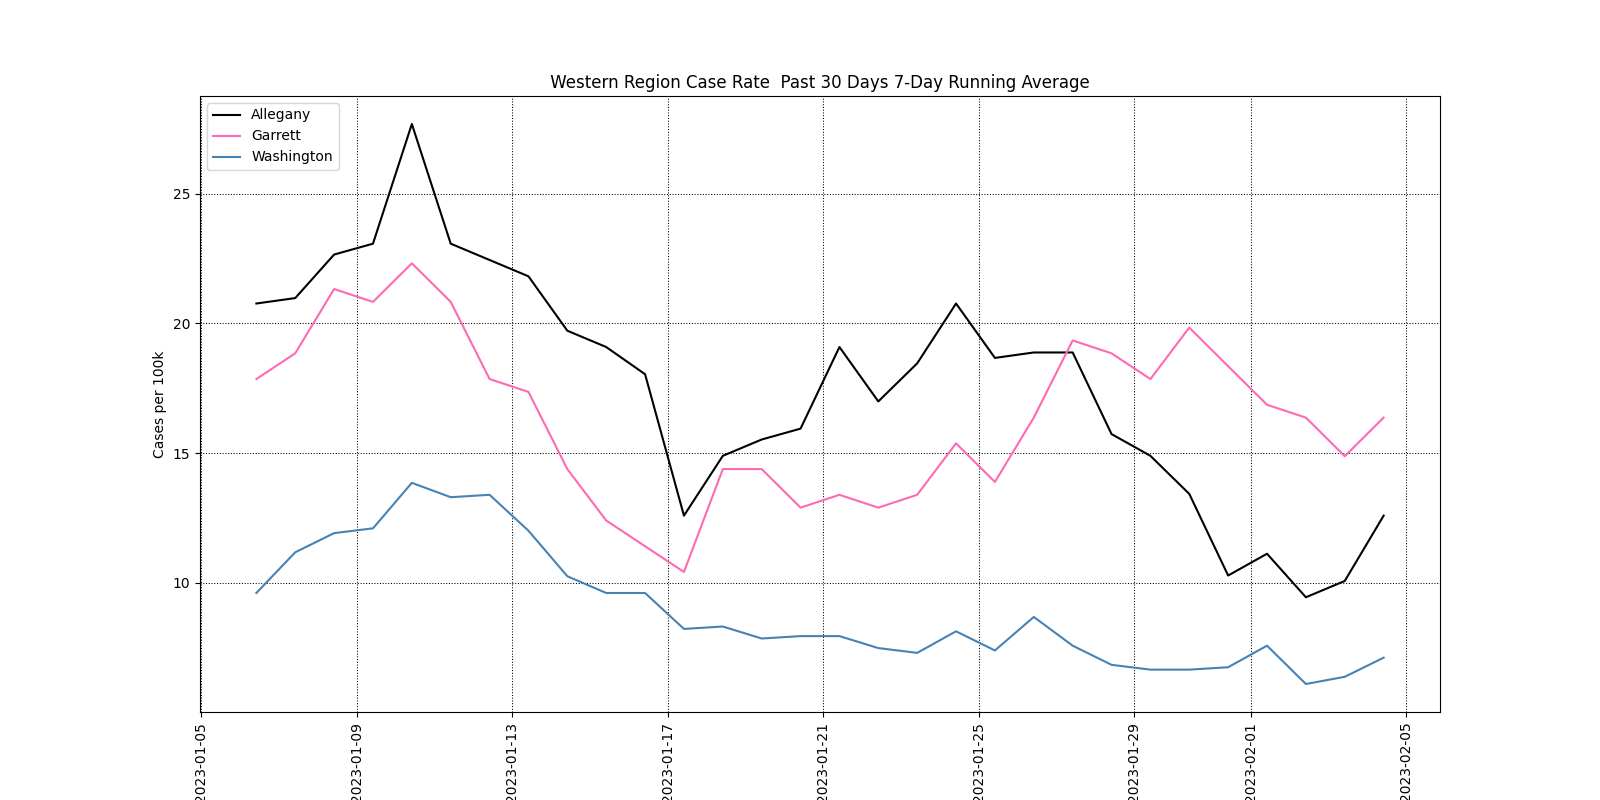 Western Region Case Rate  Past 30 Days 7-Day Running Average
Allegany
Garrett
Washington
Cases per 100k
25
20
15
10
2023-01-05
2023-01-09
2023-01-13
2023-01-17
2023-01-21
2023-01-25
2023-01-29
2023-02-01
2023-02-05